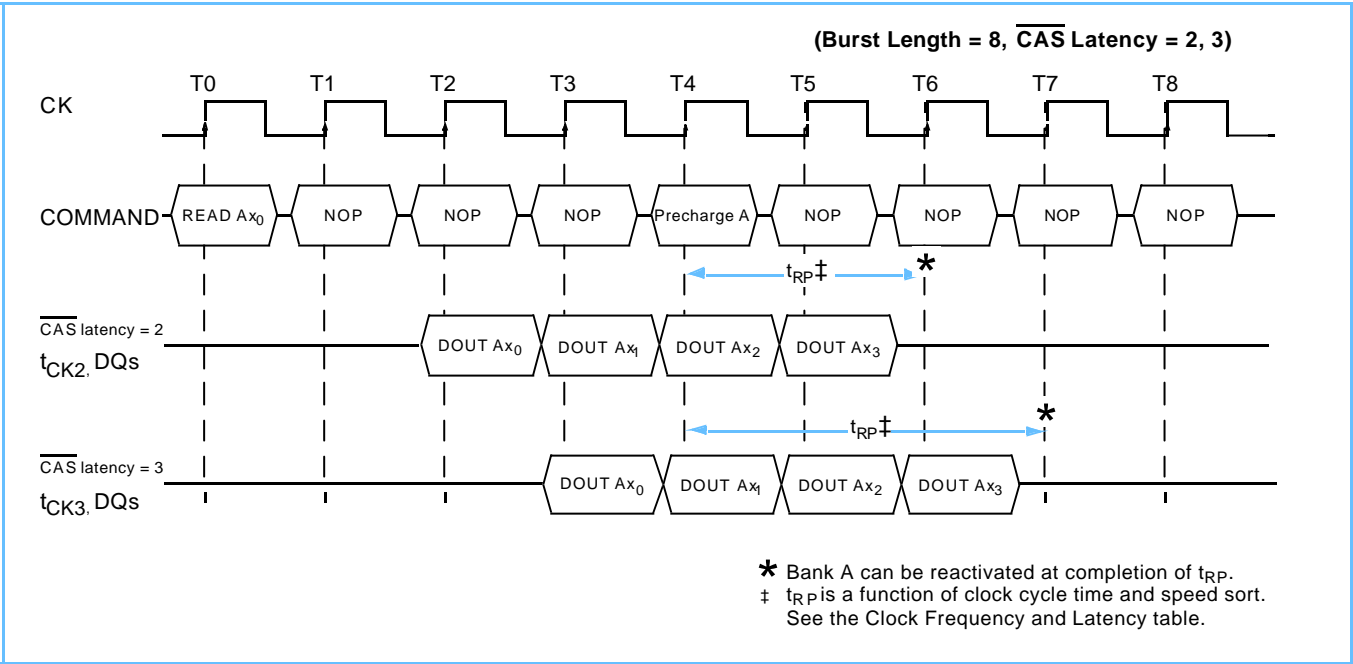 (Burst Length = 8, CAS Latency = 2, 3)
T0 T1 T2 T3 T4 T5 T6 T7 T8
CK
COMMAND READ Ax0 NOP NOP NOP Precharge A NOP NOP NOP NOP
tRP‡ *
CAS latency = 2
tCK2, DQs DOUT Ax0 DOUT Ax1 DOUT Ax2 DOUT Ax3
tRP‡ *
CAS latency = 3
tCK3, DQs DOUT Ax0 DOUT Ax1 DOUT Ax2 DOUT Ax3
* Bank A can be reactivated at completion of tRP.
‡ tRP is a function of clock cycle time and speed sort.
See the Clock Frequency and Latency table.